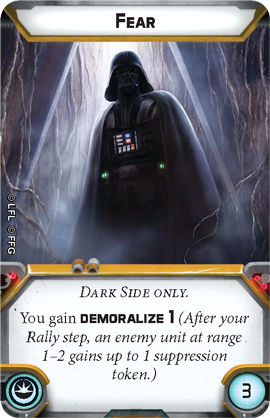 Fear
© LFL © FFG
Dark Side only.
You gain DEMORALIZE 1 (After your
Rally step, an enemy unit at range
1–2 gains up to 1 suppression
token.)
3